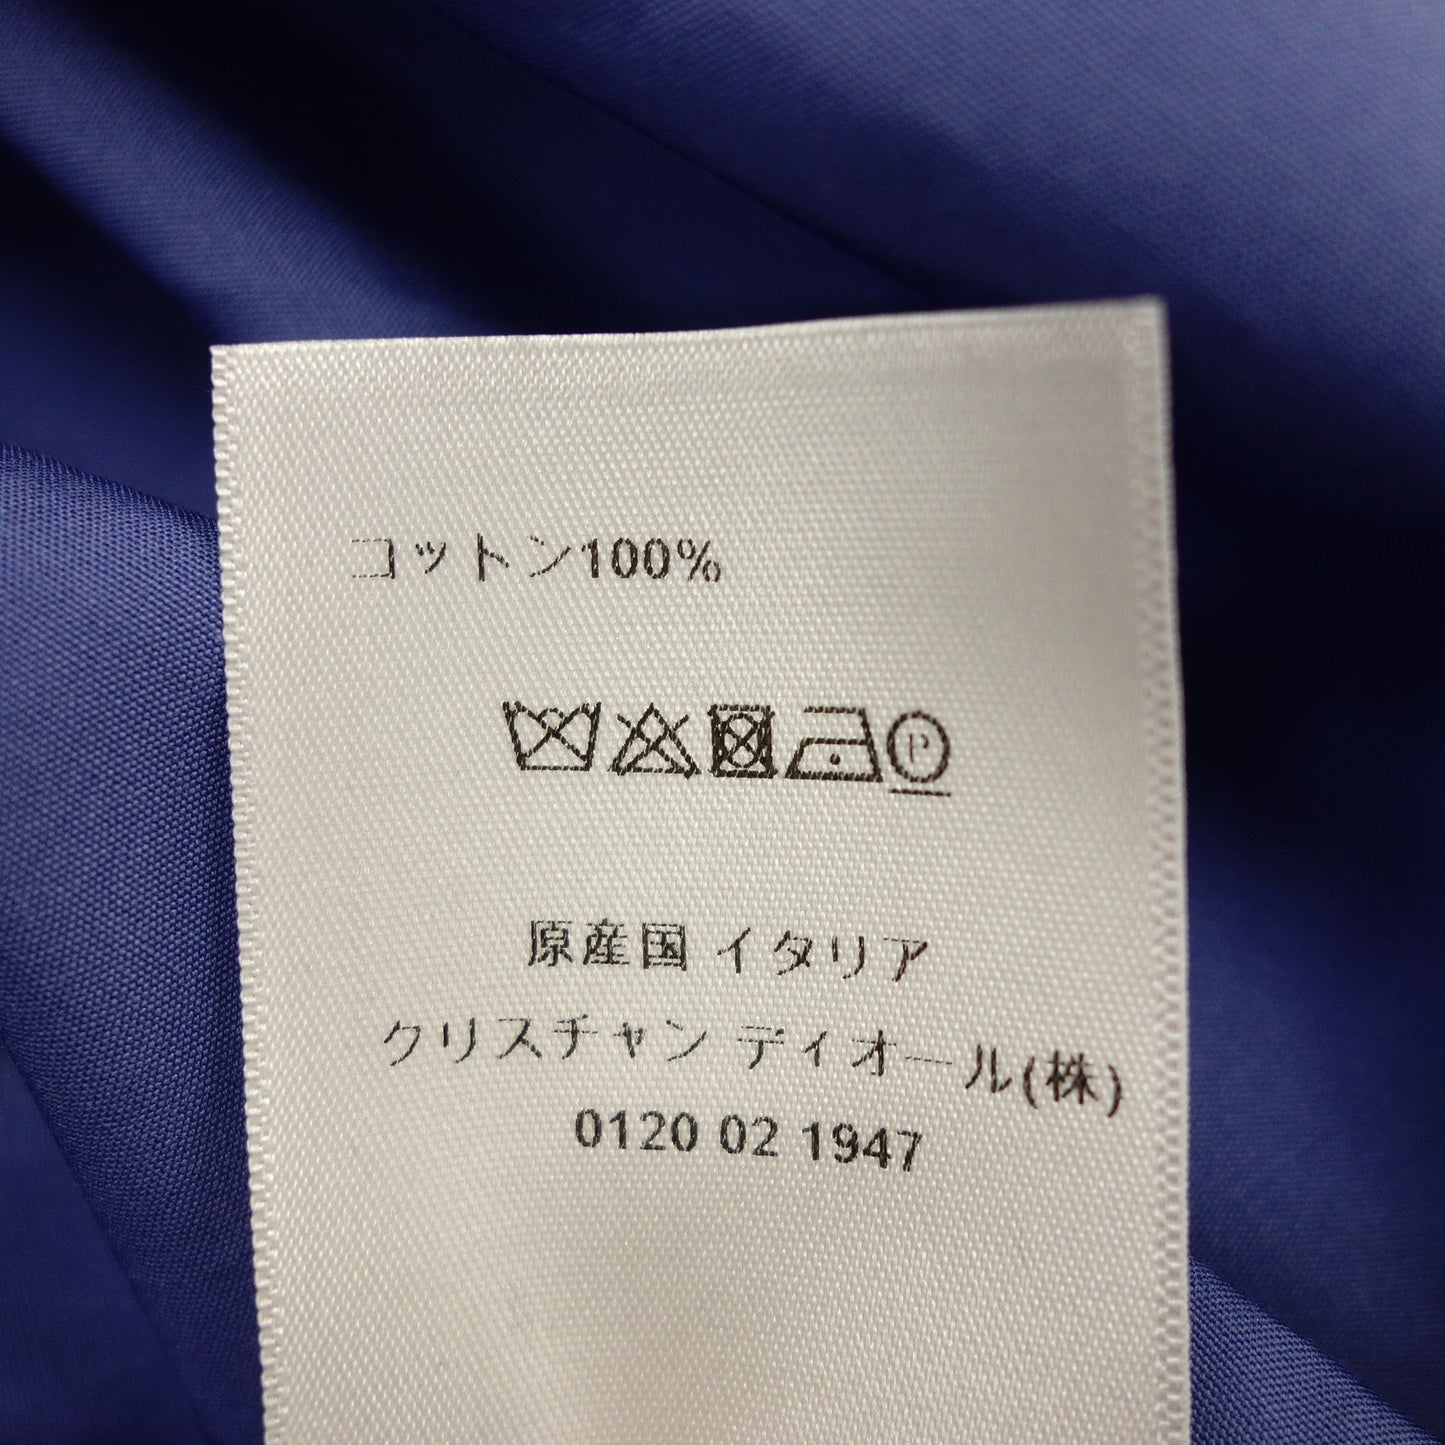 コットン100%
P
原産国 イタリア
クリスチャン ディオール(株)
0120 02 1947